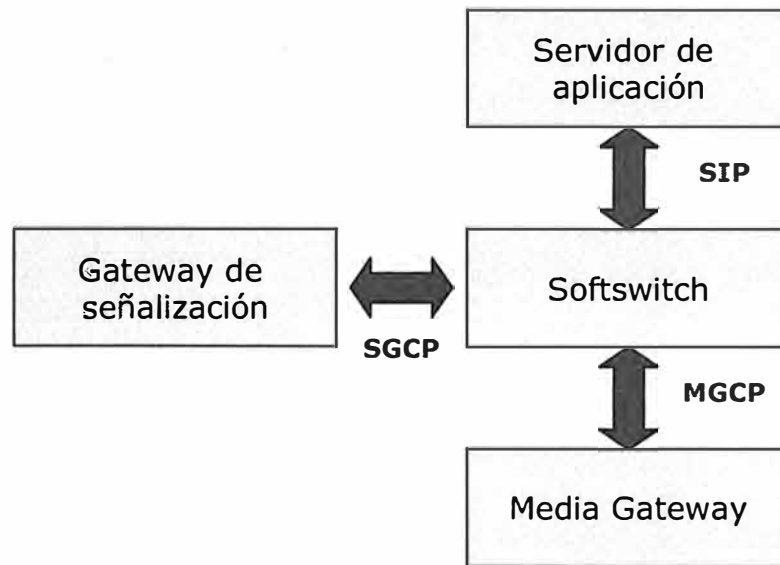 Servidor de
aplicación
SIP
Gateway de
señalización
SGCP
Softswitch
MGCP
Media Gateway